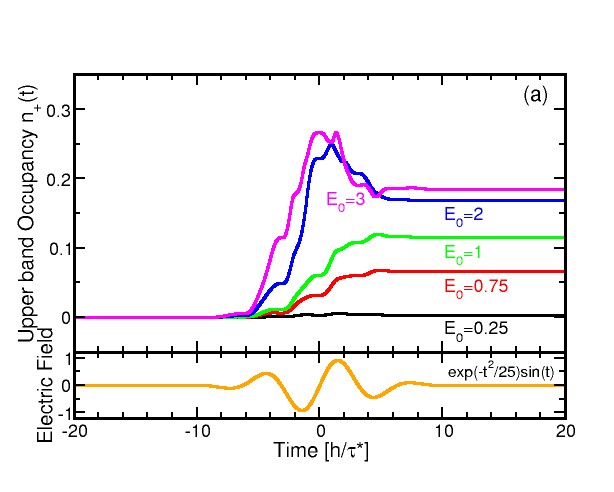 (a)
0.3
0.2
0.1
0
Upper band Occupancy n₊(t)
E₀=3
E₀=2
E₀=1
E₀=0.75
E₀=0.25
exp(-t²/25)sin(t)
1
0
-1
Electric Field
-20
-10
0
10
20
Time [h/τ*]